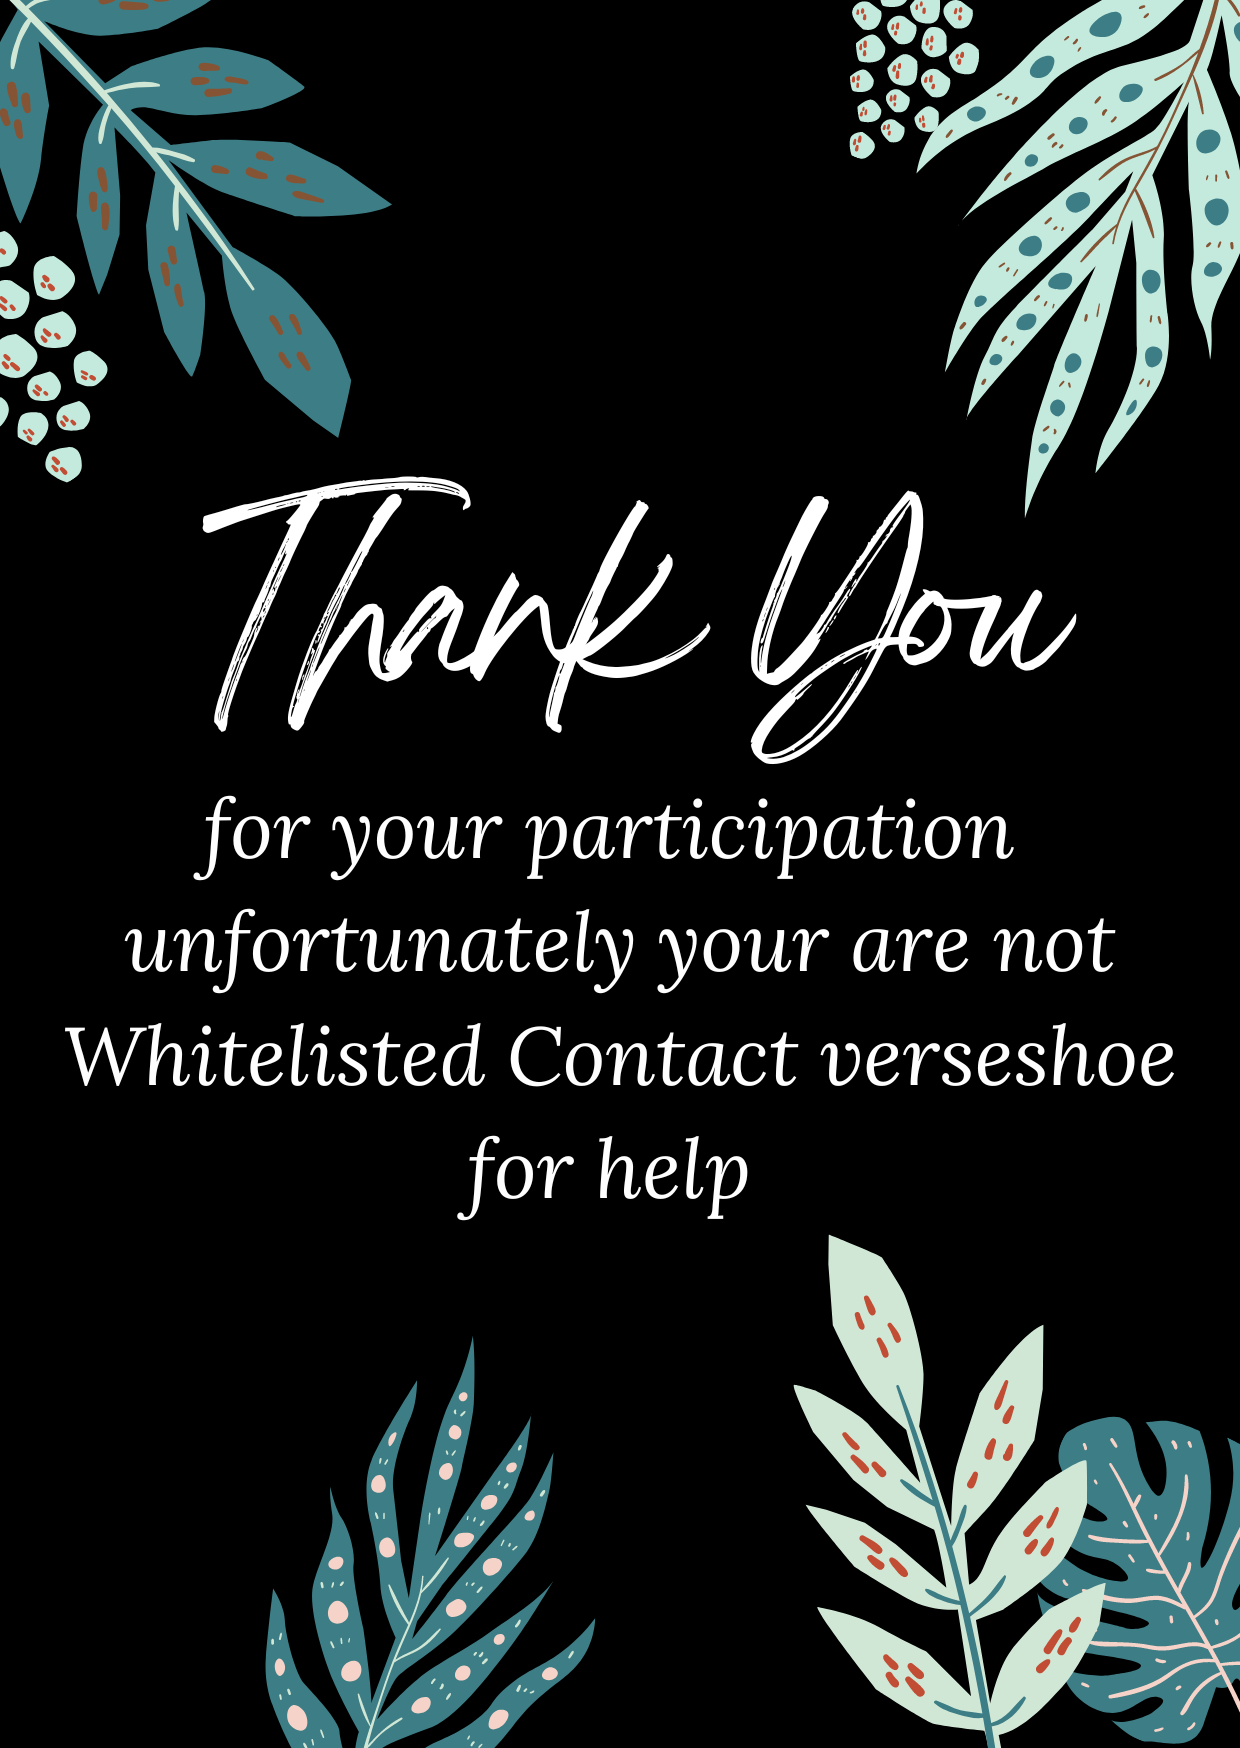 Thank You
for your participation
unfortunately your are not
Whitelisted Contact verseshoe
for help